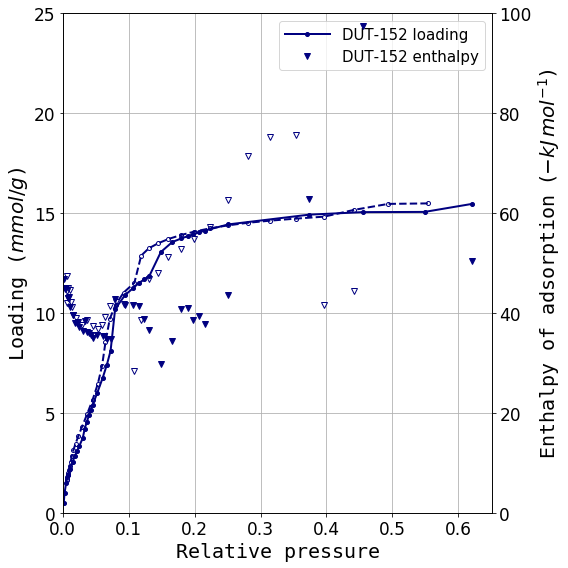 DUT-152 loading
DUT-152 enthalpy
25
20
15
10
5
0
100
80
60
40
20
0
0.0 0.1 0.2 0.3 0.4 0.5 0.6
Loading (mmol/g)
Enthalpy of adsorption (−kJ mol⁻¹)
Relative pressure